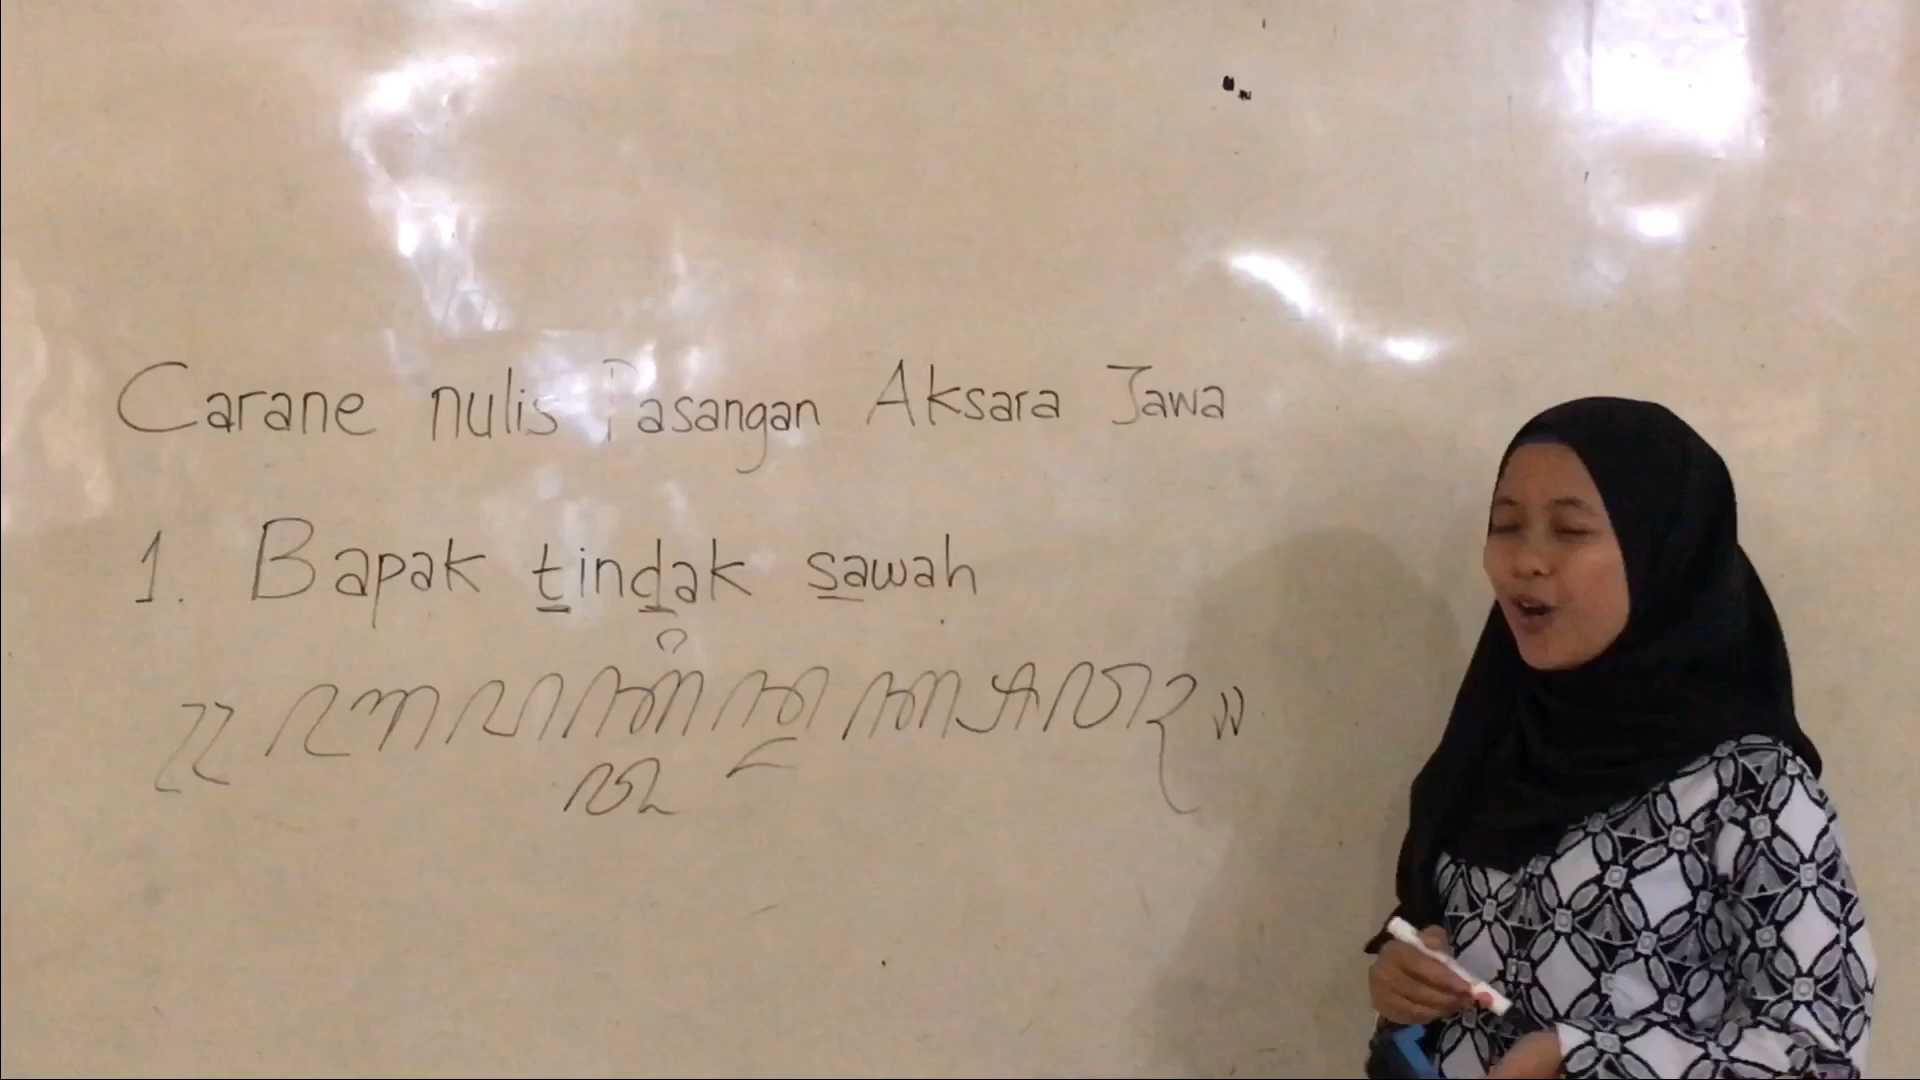 Carane nulis Pasangan Aksara Jawa
1. Bapak tindak sawah
꧋ꦧꦥꦏ꧀ꦠꦶꦤ꧀ꦢꦏ꧀ꦱꦮꦃ꧉